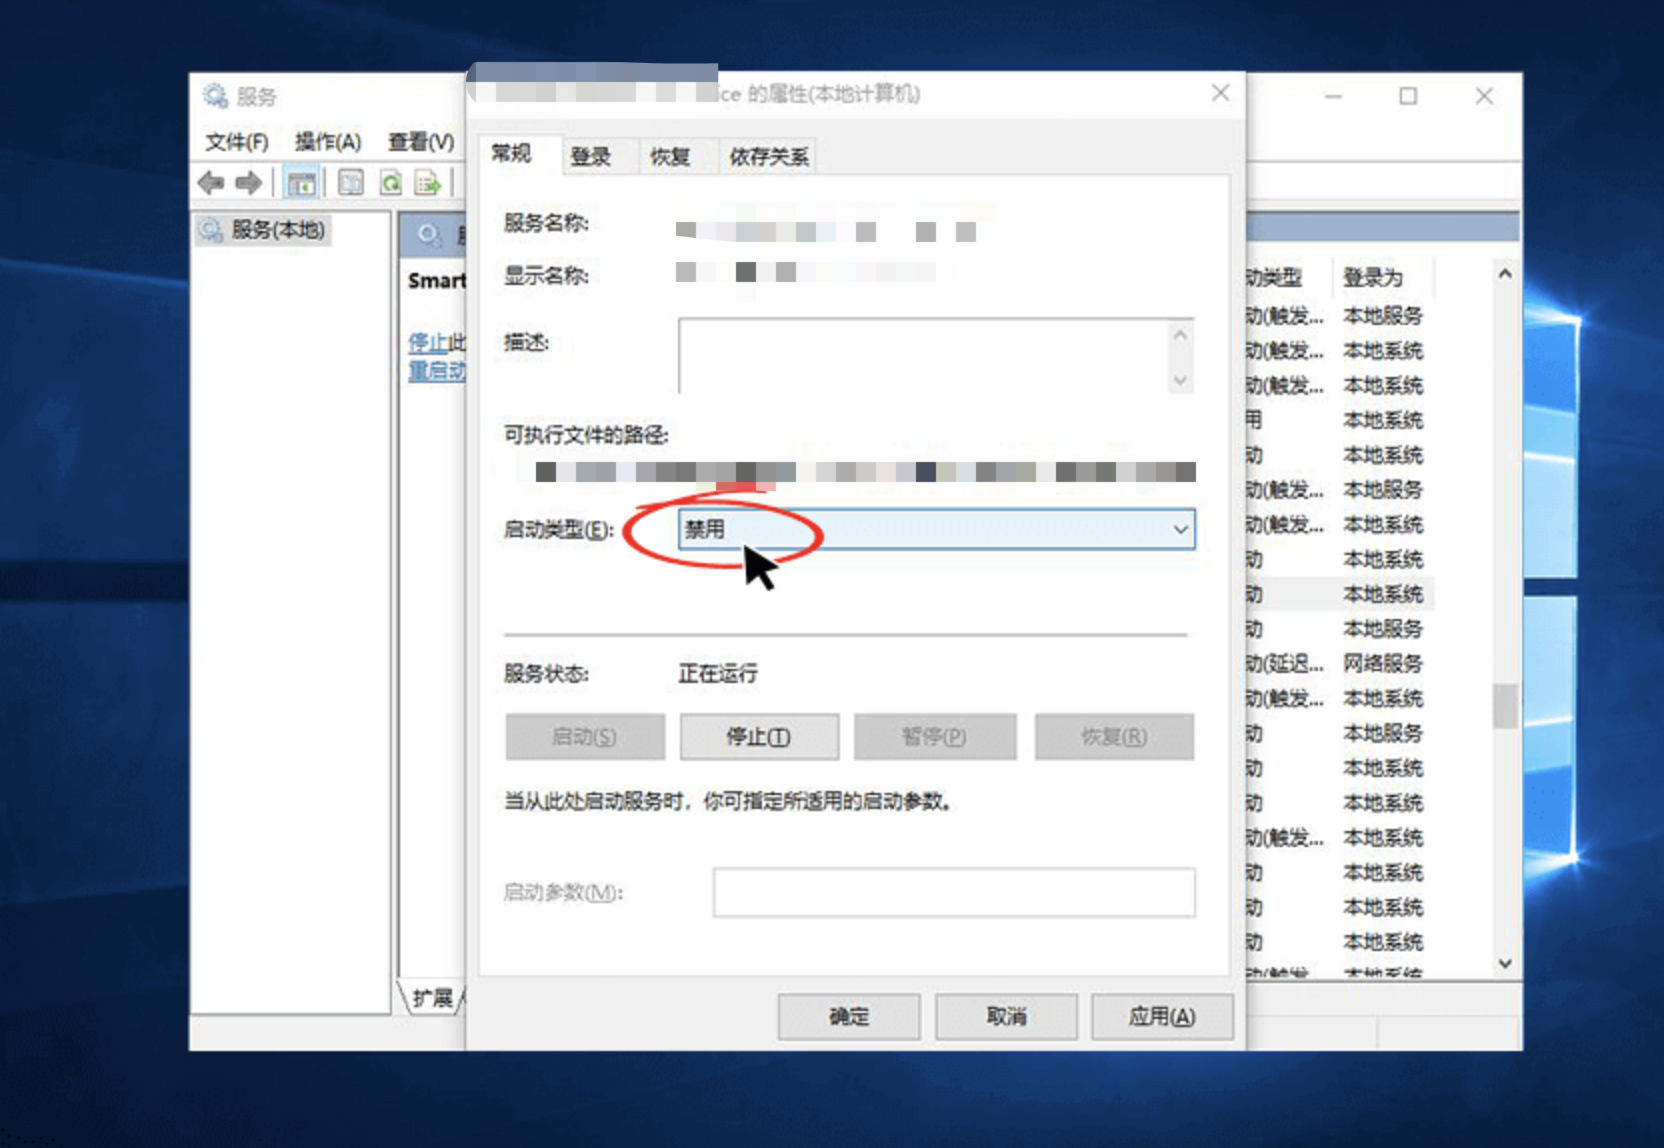 服务
文件(F) 操作(A) 查看(V)
服务(本地)
Smart
停止此
重启动
ice 的属性(本地计算机)
常规 登录 恢复 依存关系
服务名称:
显示名称:
描述:
可执行文件的路径:
启动类型(E): 禁用
服务状态: 正在运行
启动(S) 停止(T) 暂停(P) 恢复(R)
当从此处启动服务时，你可指定所适用的启动参数。
启动参数(M):
确定 取消 应用(A)
扩展
动类型 登录为
动(触发... 本地服务
动(触发... 本地系统
动(触发... 本地系统
用 本地系统
动 本地系统
动(触发... 本地服务
动(触发... 本地系统
动 本地系统
动 本地系统
动 本地服务
动(延迟... 网络服务
动(触发... 本地系统
动 本地服务
动 本地系统
动 本地系统
动(触发... 本地系统
动 本地系统
动 本地系统
动 本地系统
动(触发... 本地系统